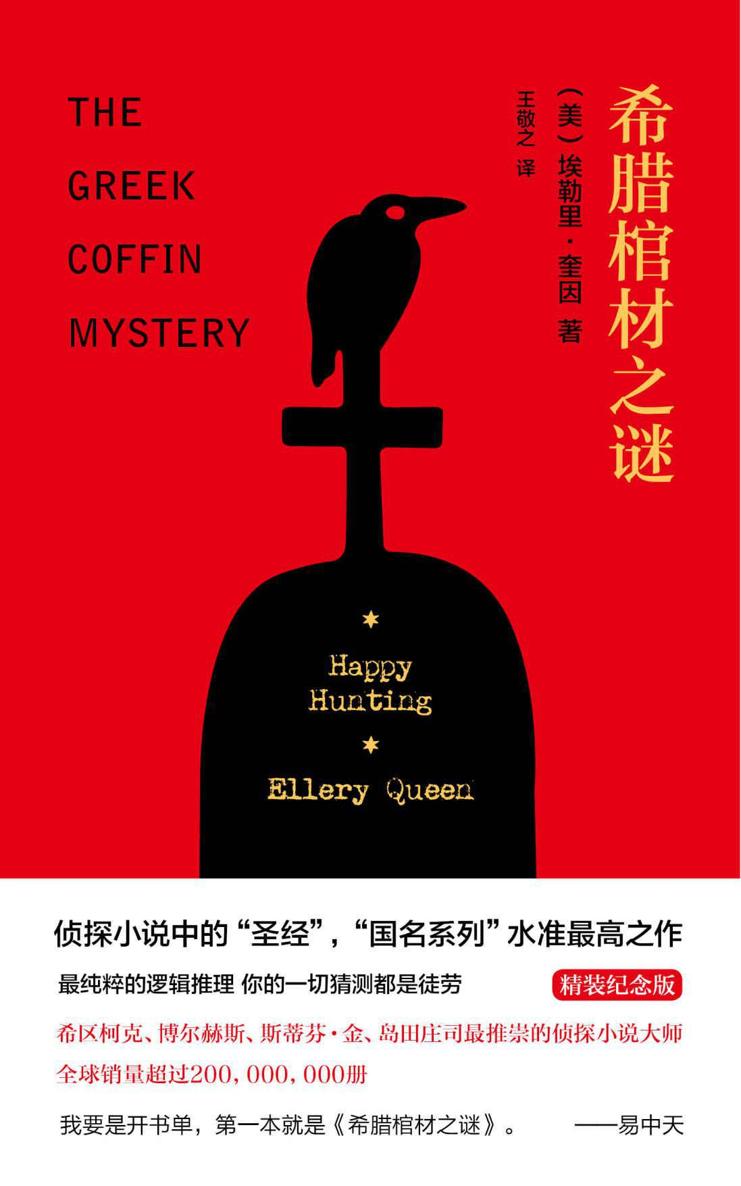 THE
GREEK
COFFIN
MYSTERY
希腊棺材之谜
（美）埃勒里·奎因 著
王敬之 译
Happy
Hunting
Ellery Queen
侦探小说中的“圣经”，“国名系列”水准最高之作
最纯粹的逻辑推理 你的一切猜测都是徒劳
精装纪念版
希区柯克、博尔赫斯、斯蒂芬·金、岛田庄司最推崇的侦探小说大师
全球销量超过200，000，000册
我要是开书单，第一本就是《希腊棺材之谜》。 ——易中天